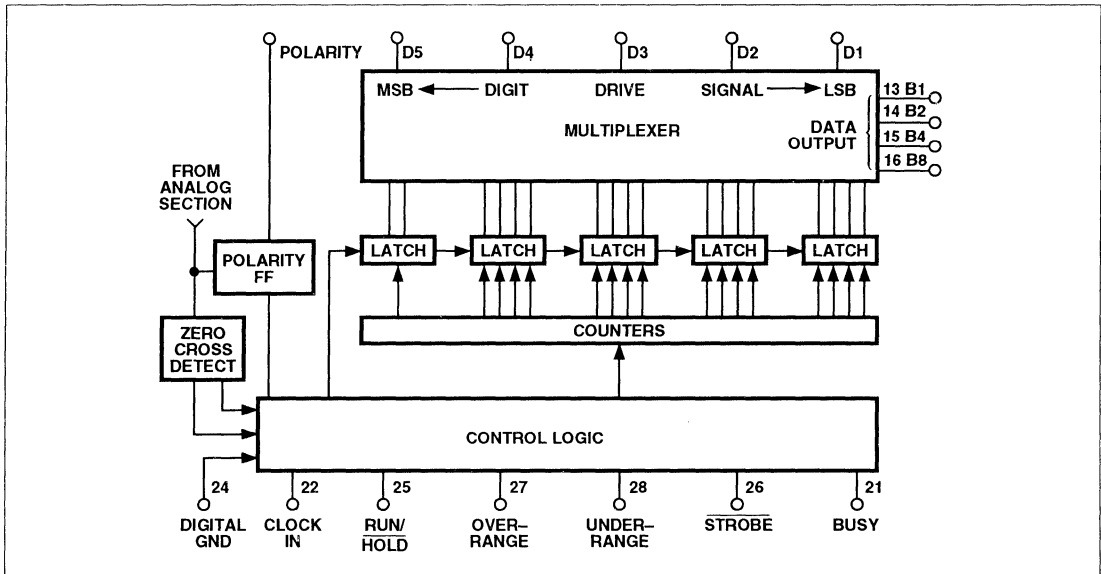 POLARITY
D5
D4
D3
D2
D1
MSB
DIGIT
DRIVE
SIGNAL
LSB
MULTIPLEXER
DATA
OUTPUT
13 B1
14 B2
15 B4
16 B8
FROM
ANALOG
SECTION
POLARITY
FF
LATCH
LATCH
LATCH
LATCH
LATCH
ZERO
CROSS
DETECT
COUNTERS
CONTROL LOGIC
24
22
25
27
28
26
21
DIGITAL
GND
CLOCK
IN
RUN/
HOLD
OVER–
RANGE
UNDER–
RANGE
STROBE
BUSY